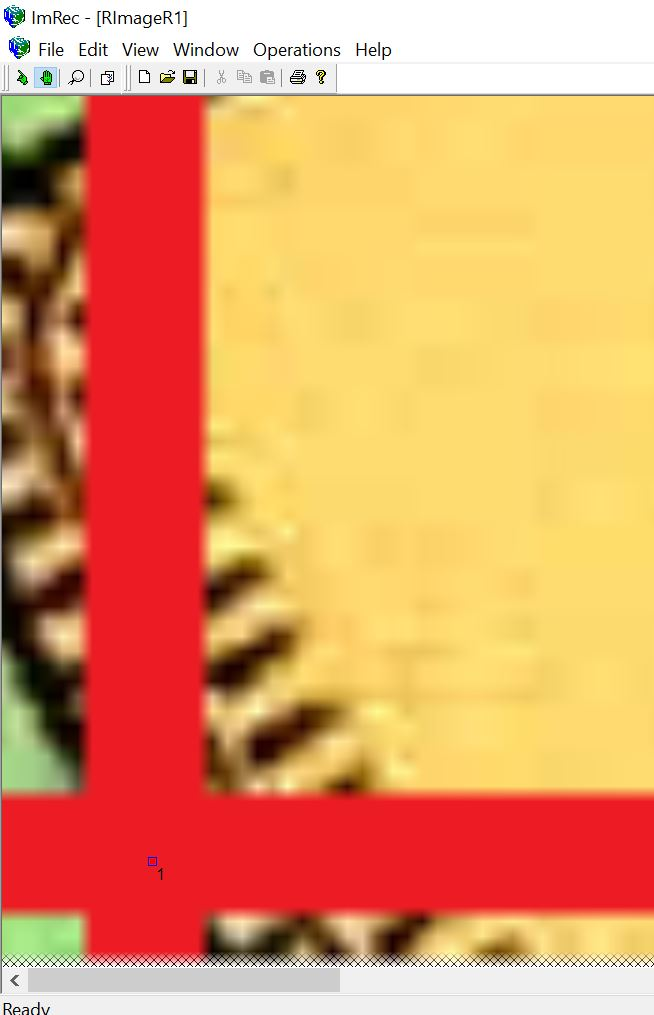 ImRec - [RImageR1]
File Edit View Window Operations Help
1
Ready